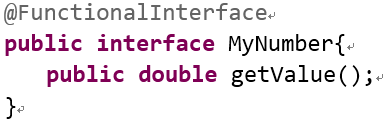 @FunctionalInterface
public interface MyNumber{
public double getValue();
}